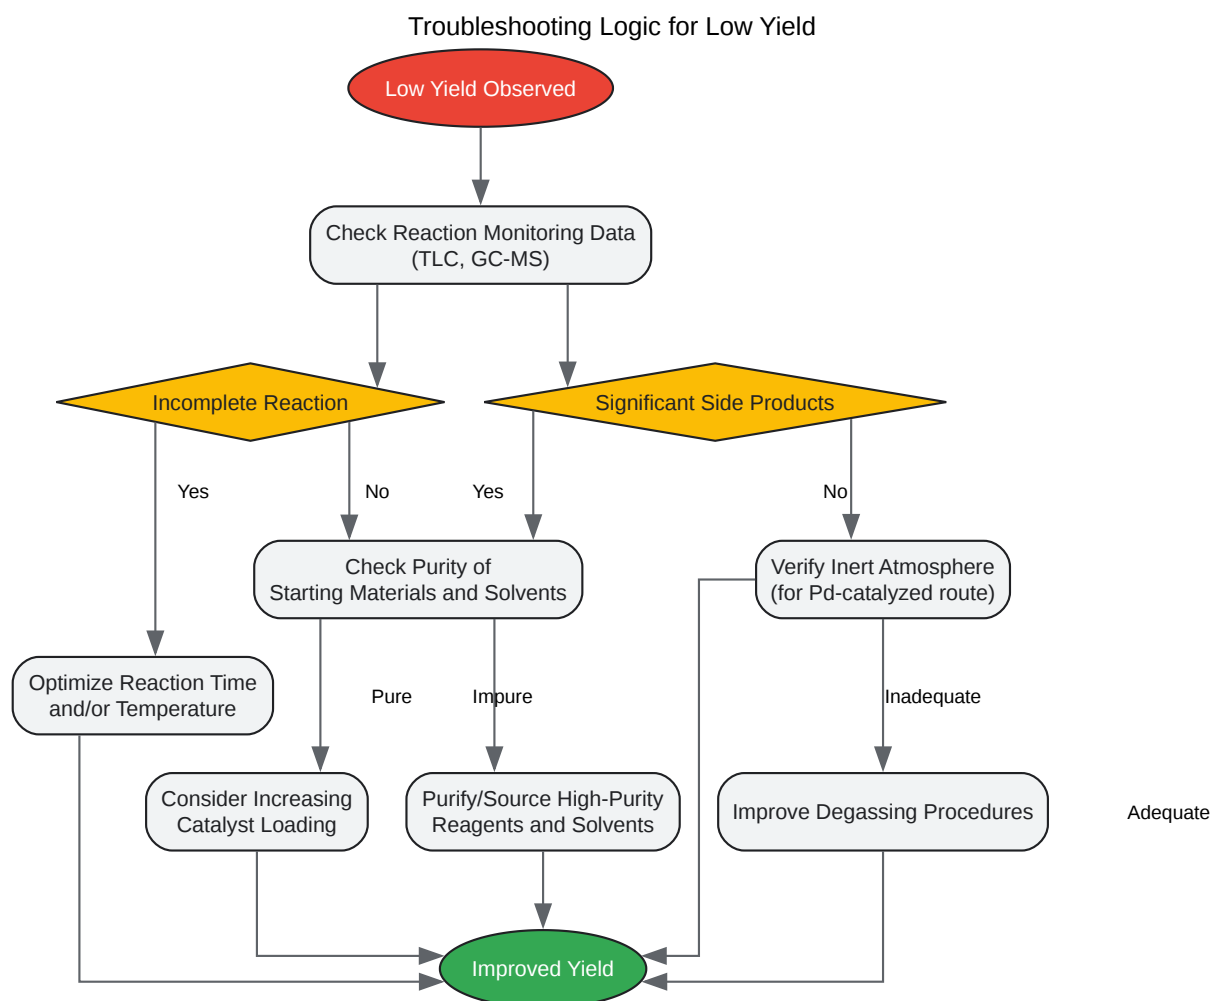 Troubleshooting Logic for Low Yield
Low Yield Observed
Check Reaction Monitoring Data
(TLC, GC-MS)
Incomplete Reaction
Significant Side Products
Yes
No
Yes
No
Check Purity of
Starting Materials and Solvents
Verify Inert Atmosphere
(for Pd-catalyzed route)
Optimize Reaction Time
and/or Temperature
Pure
Impure
Inadequate
Consider Increasing
Catalyst Loading
Purify/Source High-Purity
Reagents and Solvents
Improve Degassing Procedures
Adequate
Improved Yield